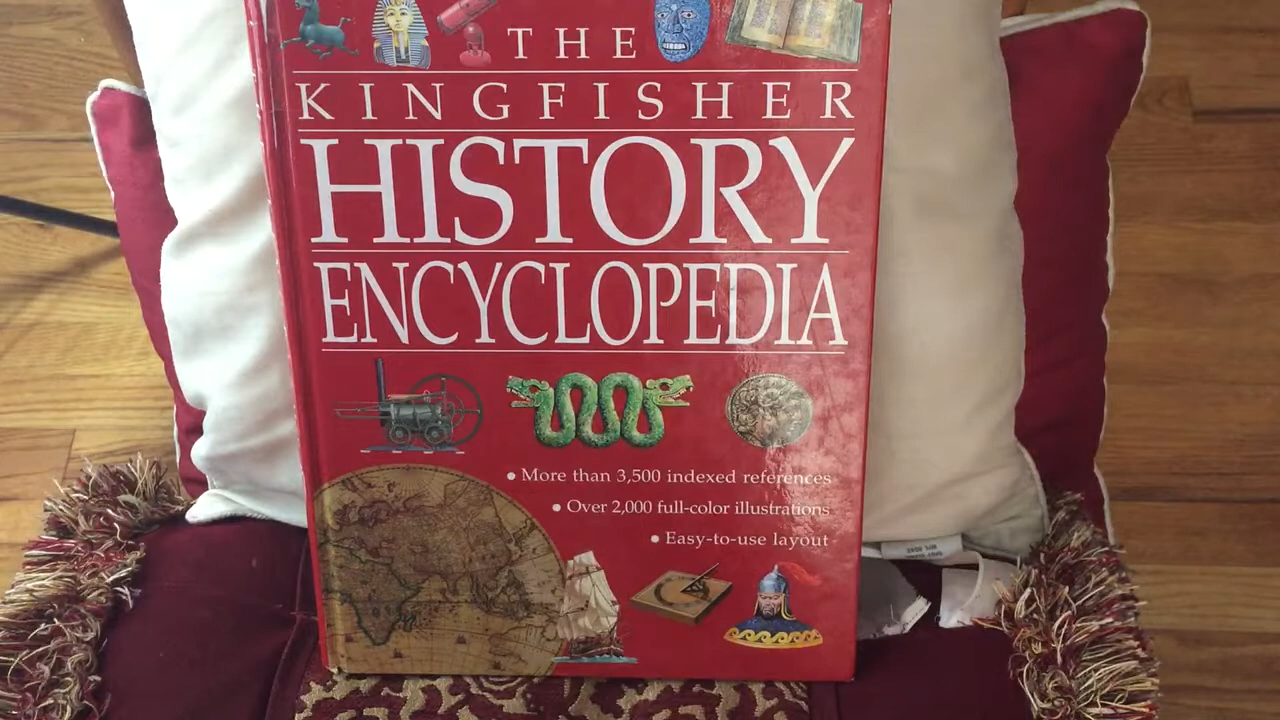 THE
KINGFISHER
HISTORY
ENCYCLOPEDIA
• More than 3,500 indexed references
• Over 2,000 full-color illustrations
• Easy-to-use layout